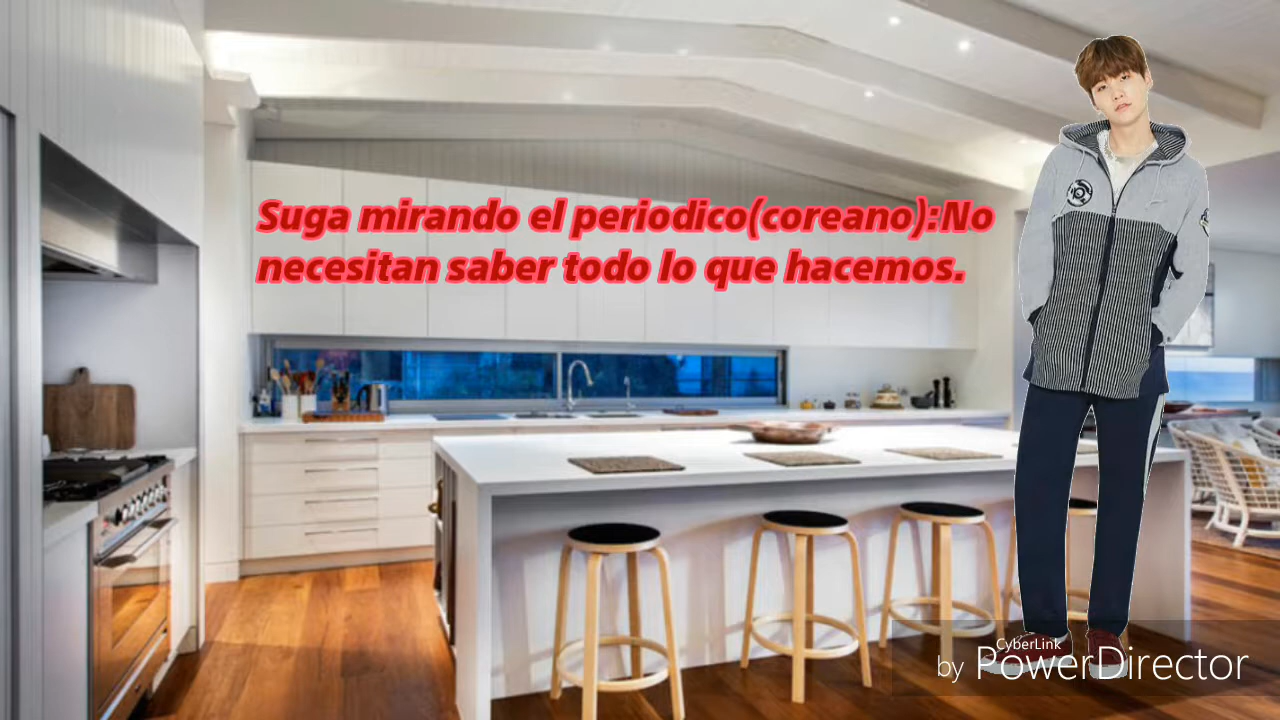 Suga mirando el periodico(coreano):No
necesitan saber todo lo que hacemos.
CyberLink
by PowerDirector